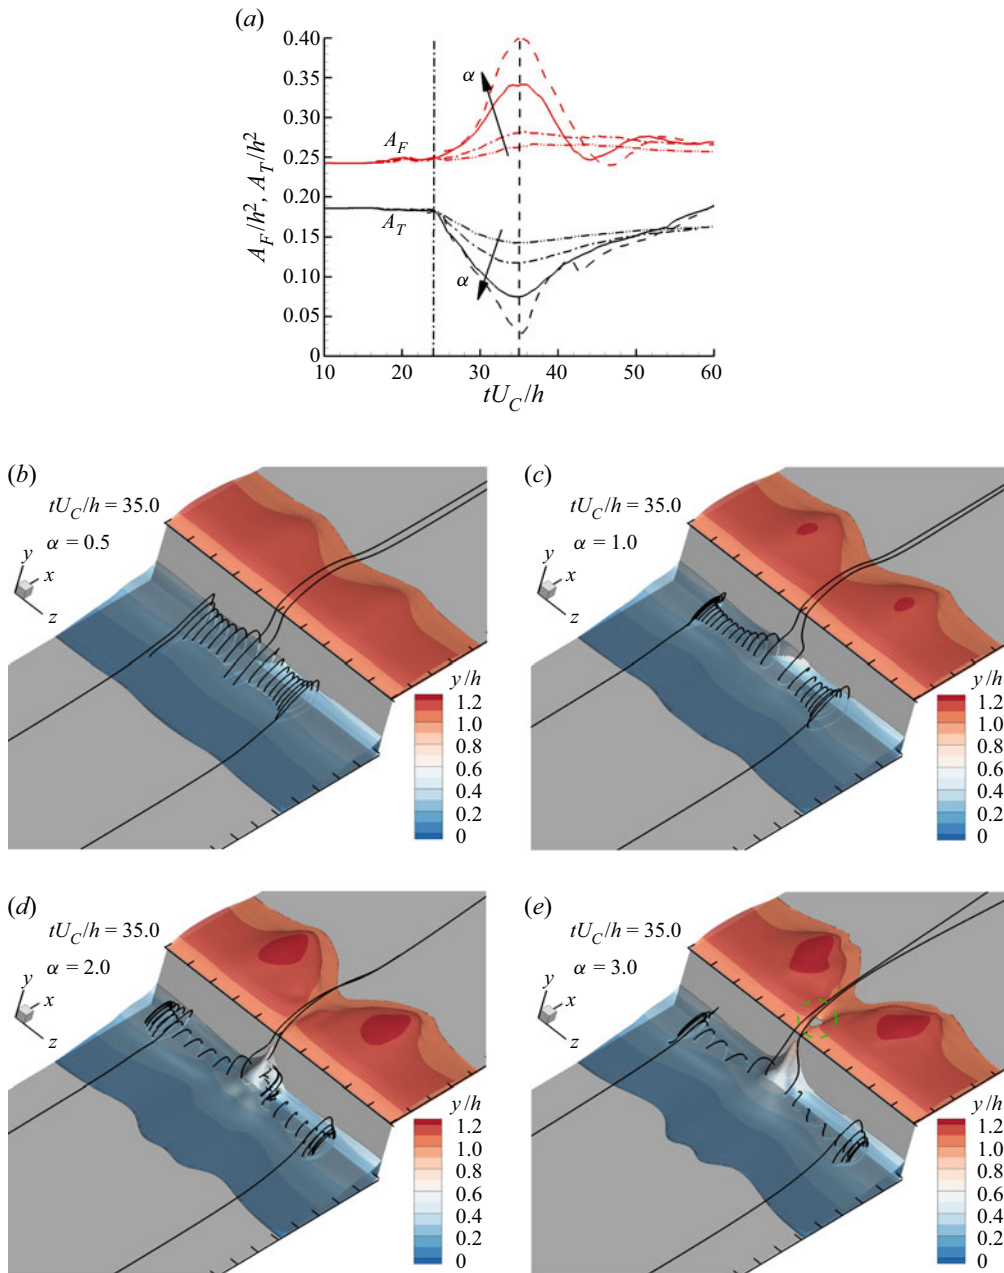 (a)
0.40
0.35
0.30
0.25
0.20
0.15
0.10
0.05
0
A_F/h², A_T/h²
α
A_F
A_T
α
10 20 30 40 50 60
tU_C/h
(b)
tU_C/h = 35.0
α = 0.5
y
x
z
y/h
1.2
1.0
0.8
0.6
0.4
0.2
0
(c)
tU_C/h = 35.0
α = 1.0
y
x
z
y/h
1.2
1.0
0.8
0.6
0.4
0.2
0
(d)
tU_C/h = 35.0
α = 2.0
y
x
z
y/h
1.2
1.0
0.8
0.6
0.4
0.2
0
(e)
tU_C/h = 35.0
α = 3.0
y
x
z
y/h
1.2
1.0
0.8
0.6
0.4
0.2
0